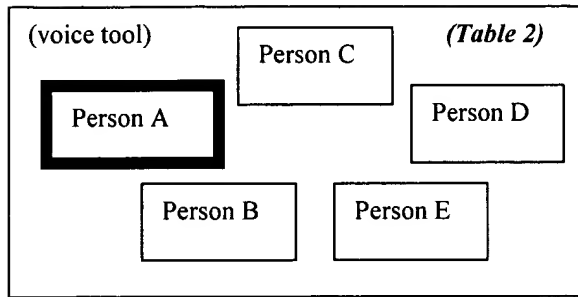 (voice tool)
(Table 2)
Person C
Person A
Person D
Person B
Person E